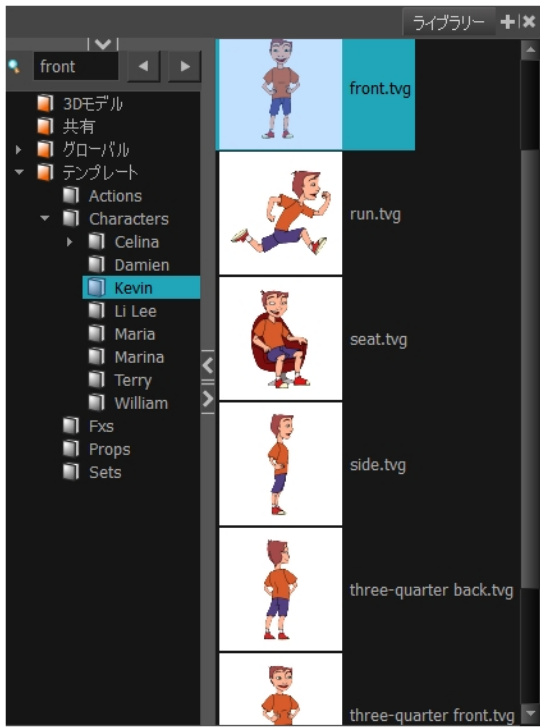 ライブラリー
front
3Dモデル
共有
グローバル
テンプレート
Actions
Characters
Celina
Damien
Kevin
Li Lee
Maria
Marina
Terry
William
Fxs
Props
Sets
front.tvg
run.tvg
seat.tvg
side.tvg
three-quarter back.tvg
three-quarter front.tvg